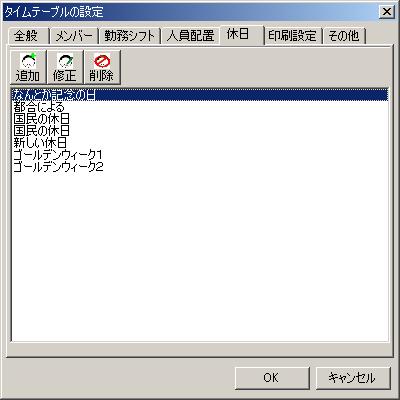 タイムテーブルの設定
全般 メンバー 勤務シフト 人員配置 休日 印刷設定 その他
追加 修正 削除
なんとか記念の日
都合による
国民の休日
国民の休日
新しい休日
ゴールデンウィーク1
ゴールデンウィーク2
OK キャンセル